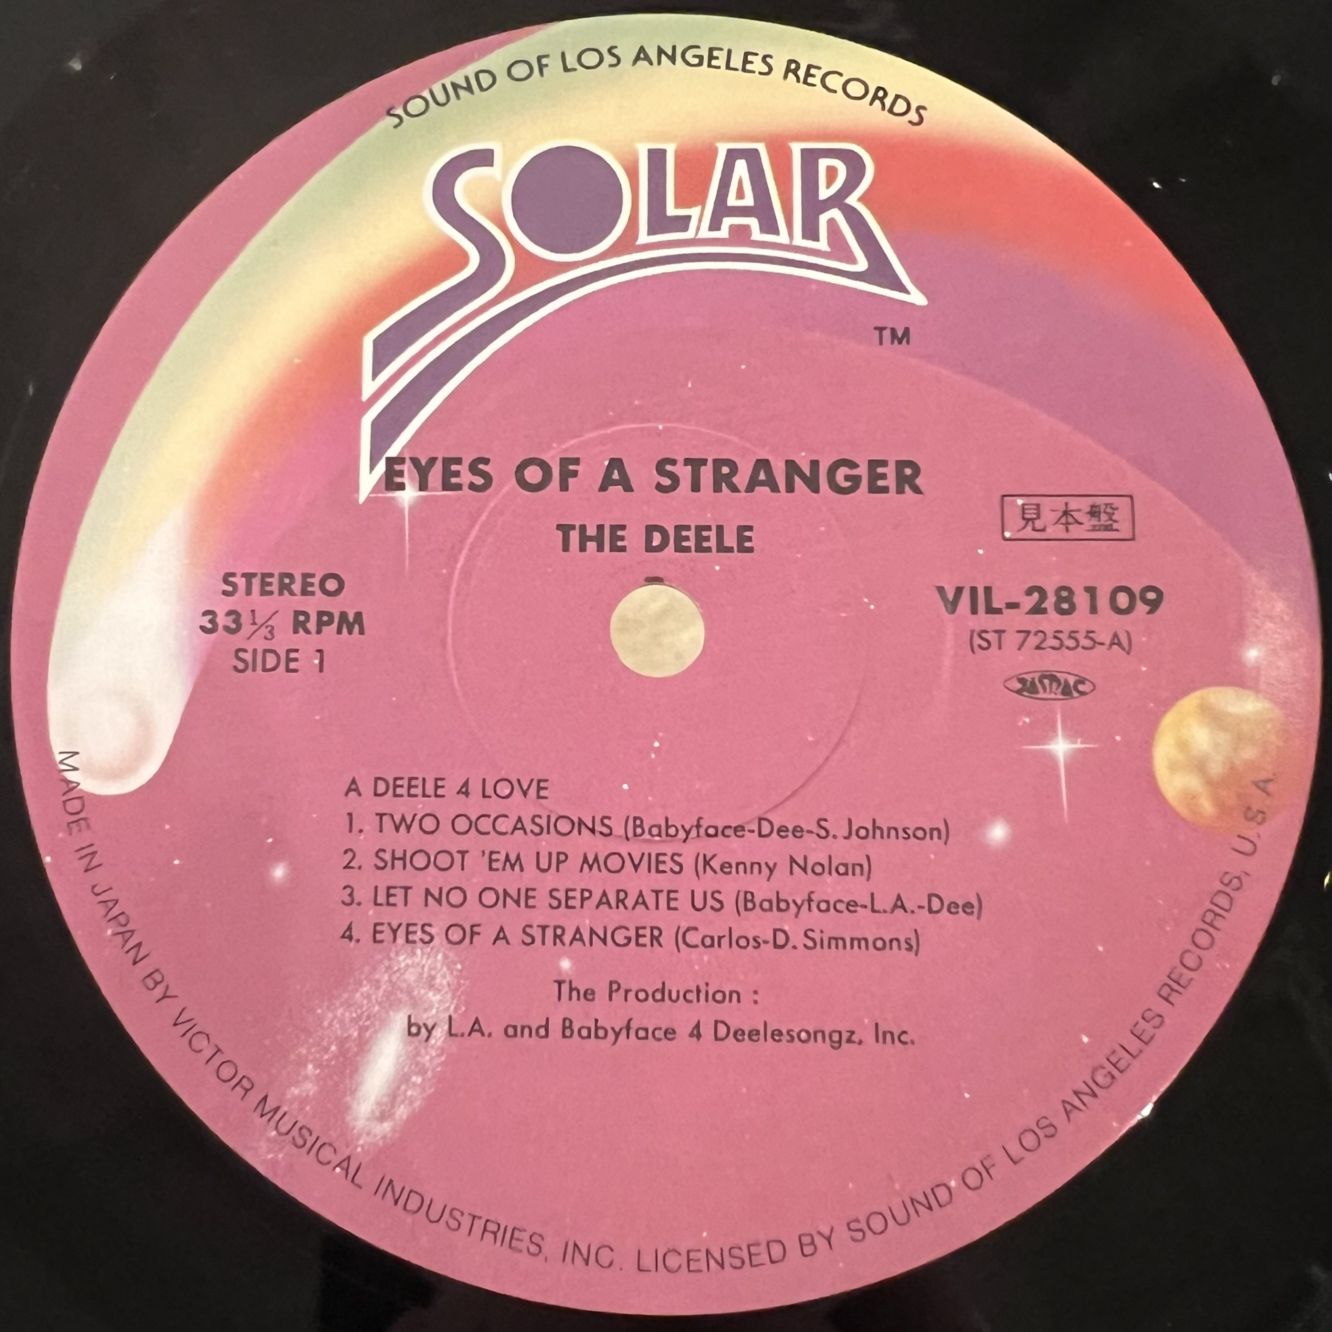 SOUND OF LOS ANGELES RECORDS
SOLAR
TM
EYES OF A STRANGER
THE DEELE
見本盤
STEREO
33⅓ RPM
SIDE 1
VIL-28109
(ST 72555-A)
JASRAC
A DEELE 4 LOVE
1. TWO OCCASIONS (Babyface-Dee-S. Johnson)
2. SHOOT 'EM UP MOVIES (Kenny Nolan)
3. LET NO ONE SEPARATE US (Babyface-L.A.-Dee)
4. EYES OF A STRANGER (Carlos-D. Simmons)
The Production :
by L.A. and Babyface 4 Deelesongz, Inc.
MADE IN JAPAN BY VICTOR MUSICAL INDUSTRIES, INC. LICENSED BY SOUND OF LOS ANGELES RECORDS, U.S.A.